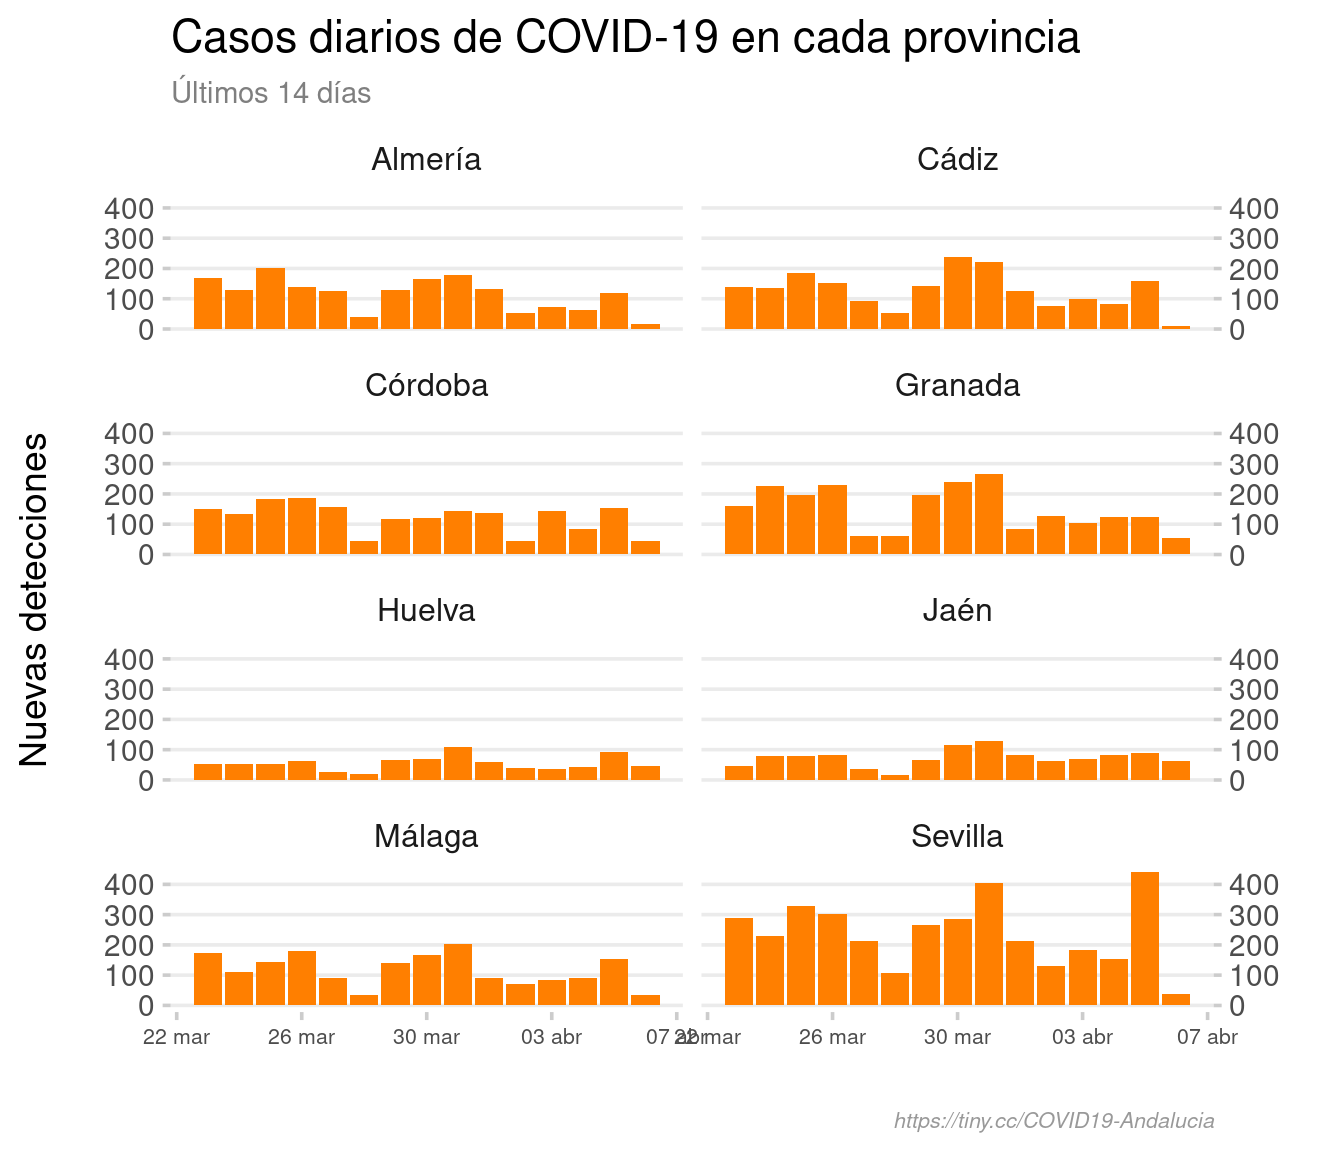 Casos diarios de COVID-19 en cada provincia
Últimos 14 días
Nuevas detecciones
Almería
Cádiz
400
300
200
100
0
400
300
200
100
0
Córdoba
Granada
400
300
200
100
0
400
300
200
100
0
Huelva
Jaén
400
300
200
100
0
400
300
200
100
0
Málaga
Sevilla
400
300
200
100
0
400
300
200
100
0
22 mar 26 mar 30 mar 03 abr 07 abr
22 mar 26 mar 30 mar 03 abr 07 abr
https://tiny.cc/COVID19-Andalucia